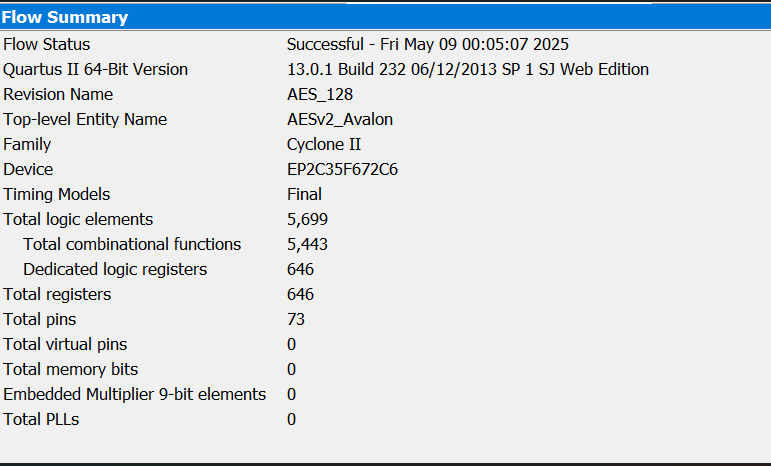 Flow Summary
Flow Status Successful - Fri May 09 00:05:07 2025
Quartus II 64-Bit Version 13.0.1 Build 232 06/12/2013 SP 1 SJ Web Edition
Revision Name AES_128
Top-level Entity Name AESv2_Avalon
Family Cyclone II
Device EP2C35F672C6
Timing Models Final
Total logic elements 5,699
Total combinational functions 5,443
Dedicated logic registers 646
Total registers 646
Total pins 73
Total virtual pins 0
Total memory bits 0
Embedded Multiplier 9-bit elements 0
Total PLLs 0